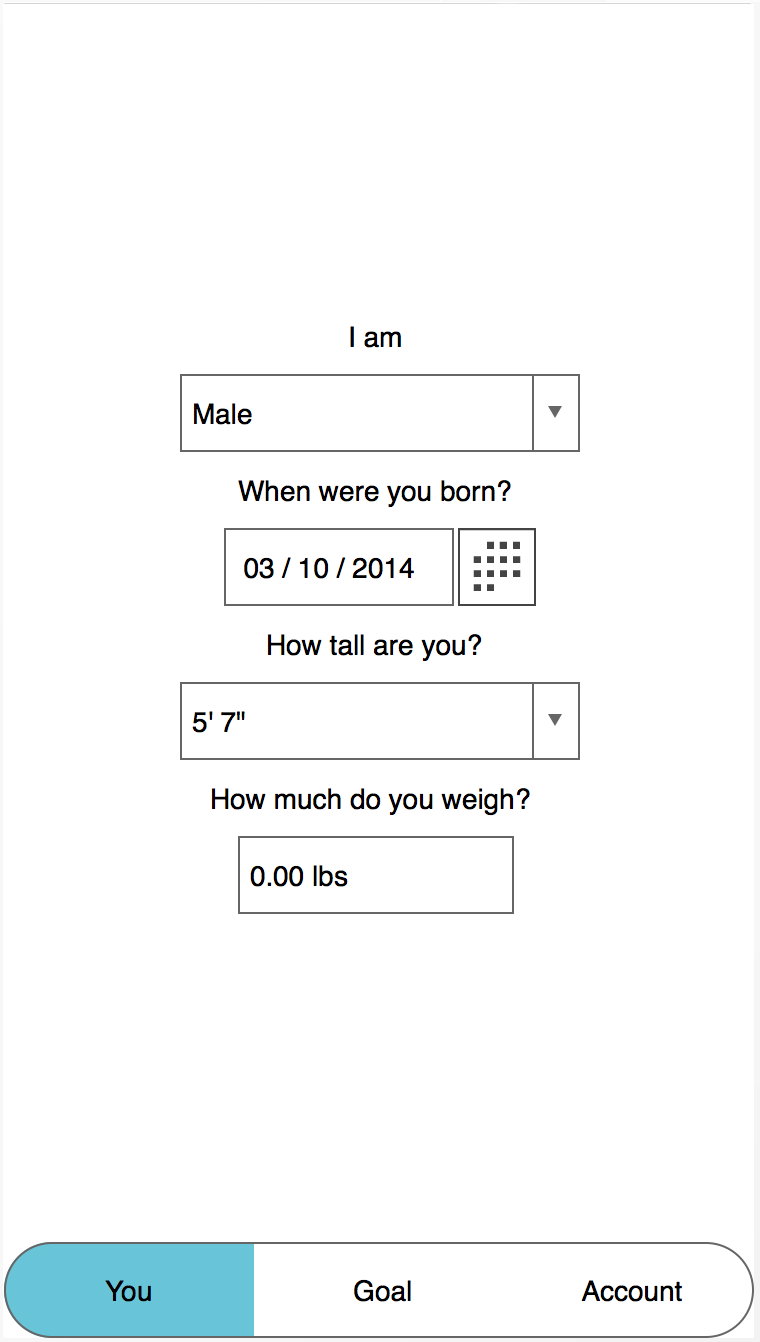 I am
Male
When were you born?
03 / 10 / 2014
How tall are you?
5' 7"
How much do you weigh?
0.00 lbs
You Goal Account